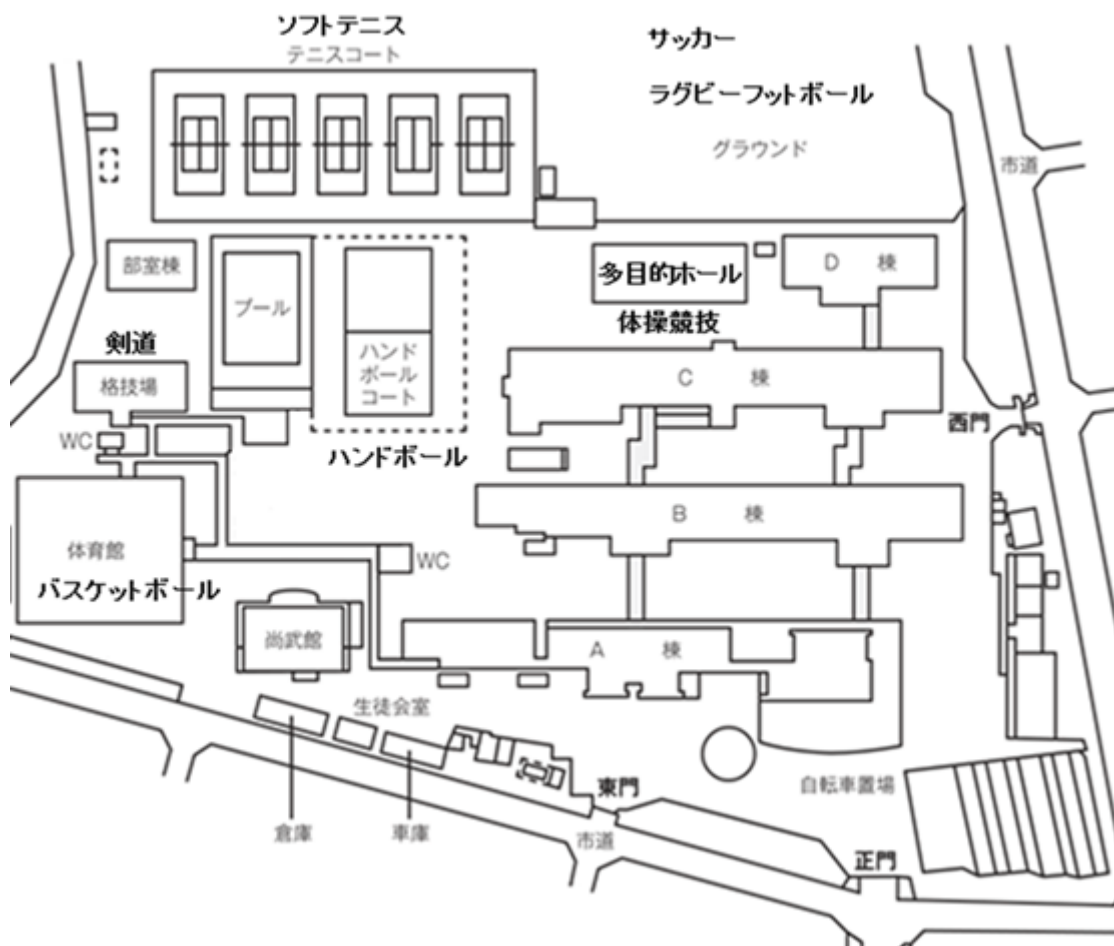 ソフトテニス
テニスコート
サッカー
ラグビーフットボール
グラウンド
市道
部室棟
プール
ハンド
ボール
コート
ハンドボール
多目的ホール
体操競技
D 棟
剣道
格技場
WC
C 棟
西門
B 棟
体育館
バスケットボール
WC
尚武館
A 棟
生徒会室
自転車置場
東門
倉庫
車庫
市道
正門